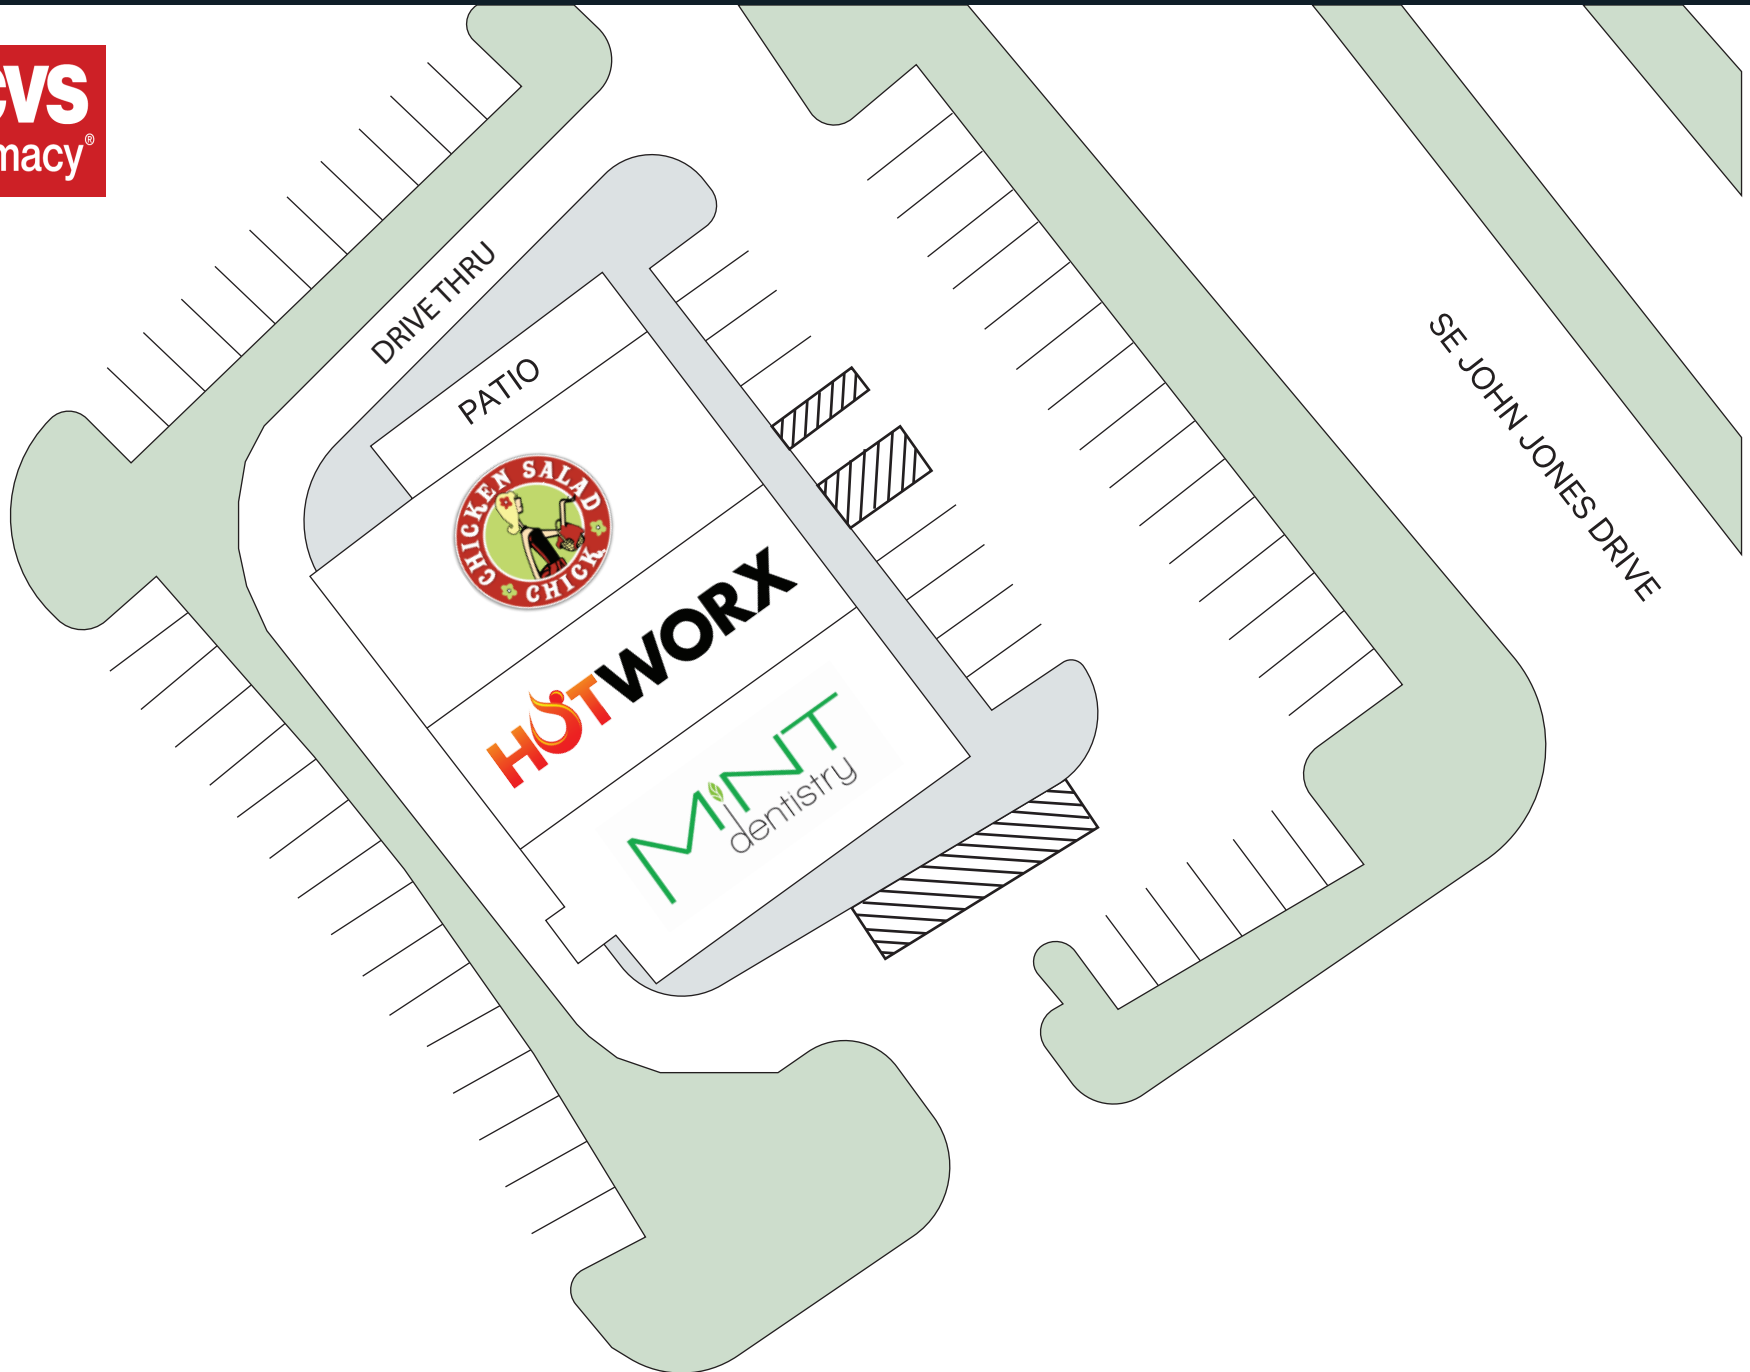 CVS
macy®
DRIVE THRU
PATIO
CHICKEN SALAD
CHICK
HOTWORX
MINT
dentistry
SE JOHN JONES DRIVE